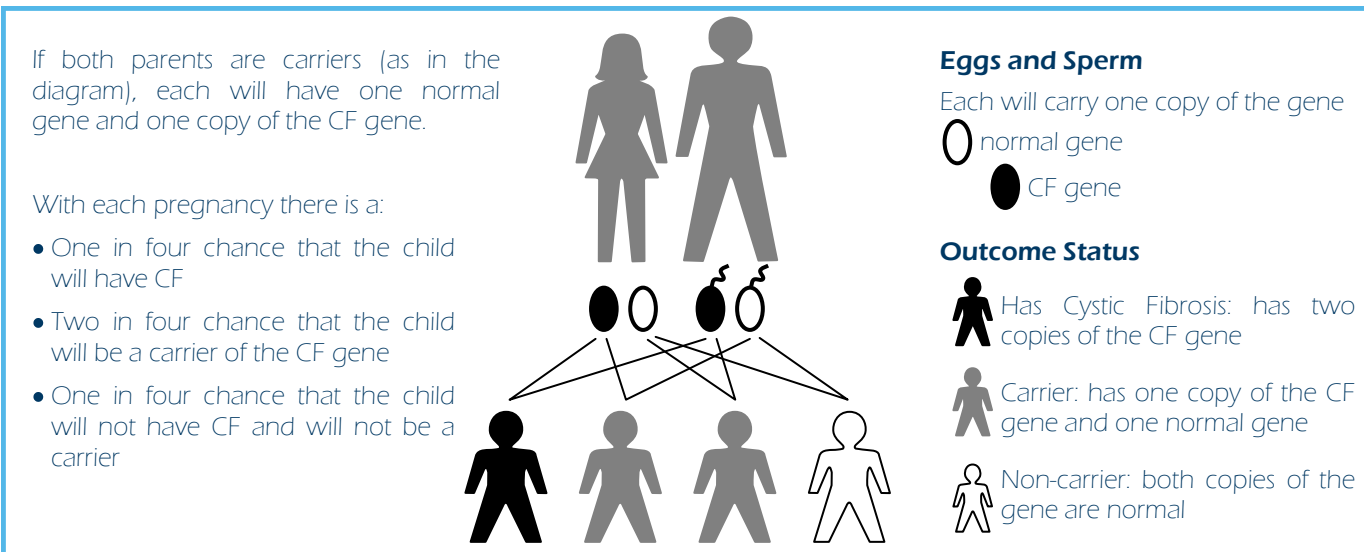 If both parents are carriers (as in the
diagram), each will have one normal
gene and one copy of the CF gene.
With each pregnancy there is a:
• One in four chance that the child
will have CF
• Two in four chance that the child
will be a carrier of the CF gene
• One in four chance that the child
will not have CF and will not be a
carrier
Eggs and Sperm
Each will carry one copy of the gene
normal gene
CF gene
Outcome Status
Has Cystic Fibrosis: has two
copies of the CF gene
Carrier: has one copy of the CF
gene and one normal gene
Non-carrier: both copies of the
gene are normal